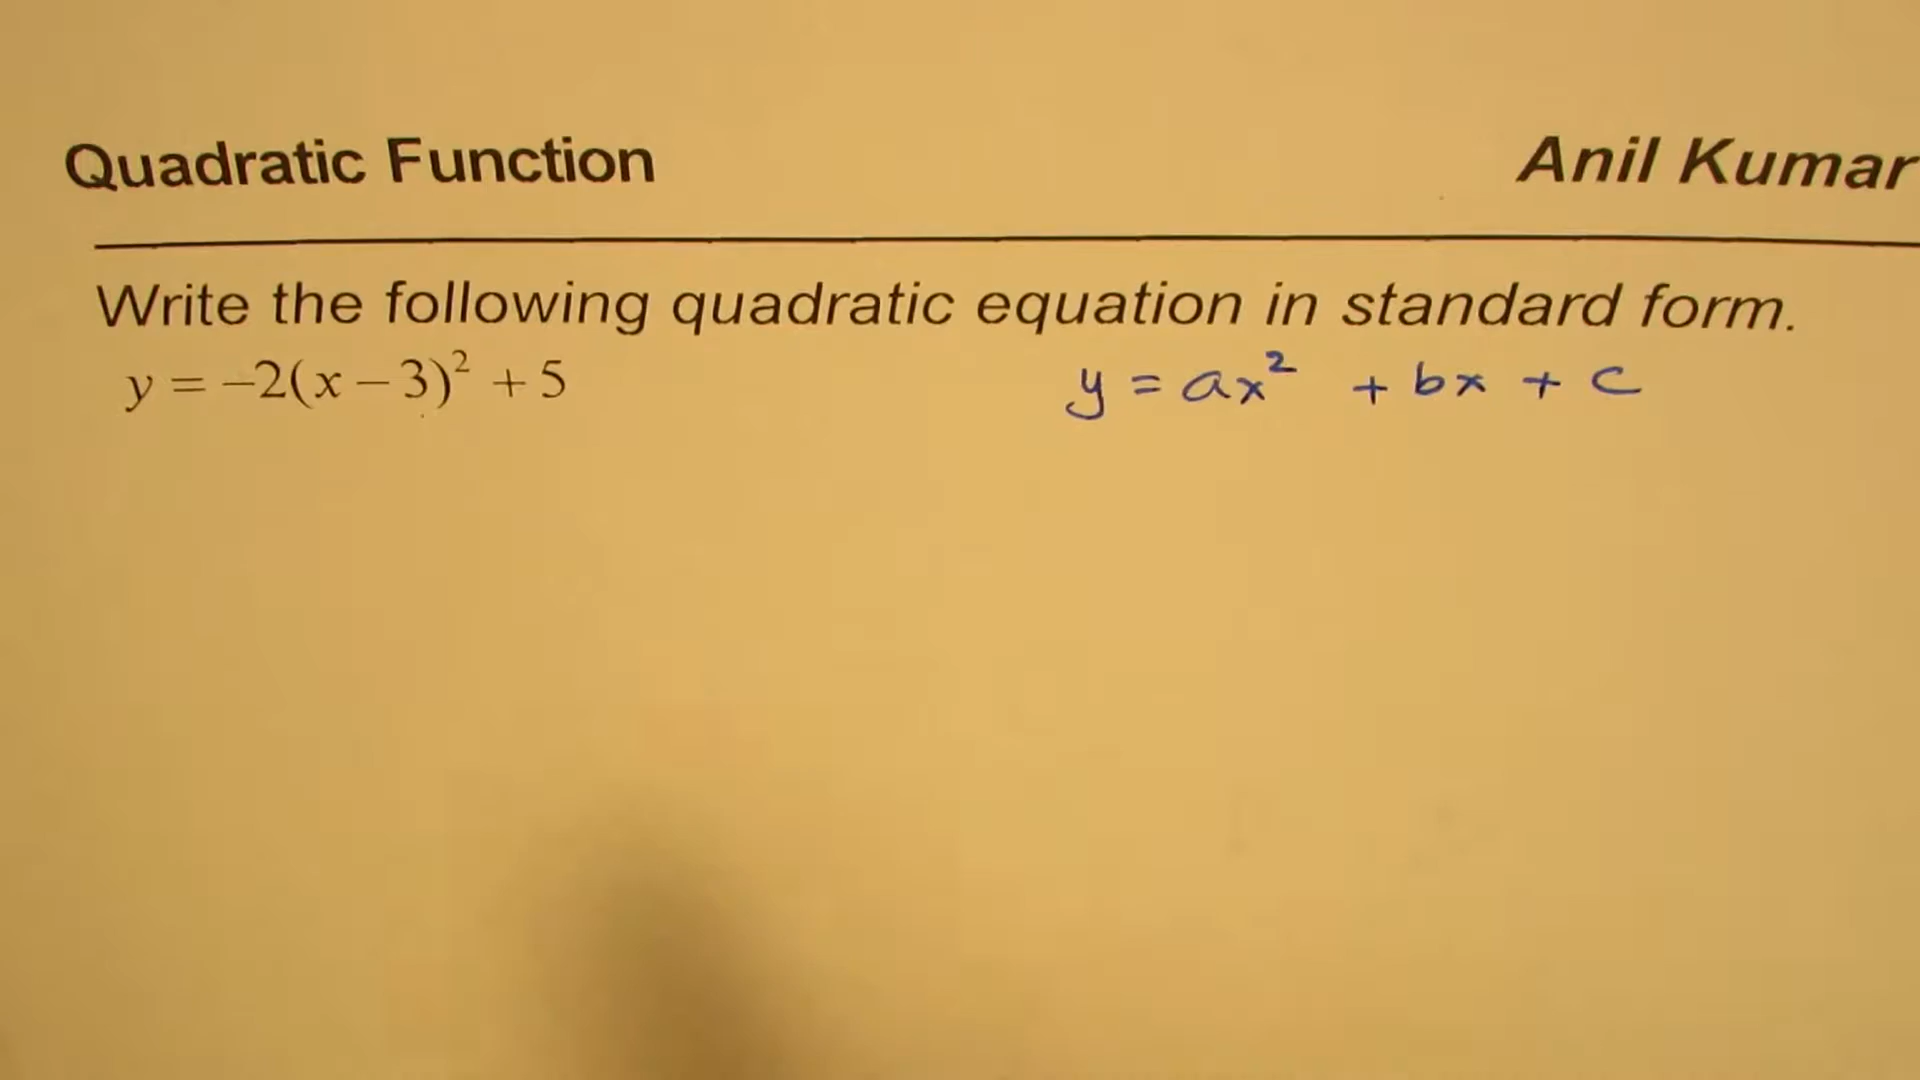 Quadratic Function Anil Kumar
Write the following quadratic equation in standard form.
y = −2(x − 3)² + 5 y = ax² + bx + c